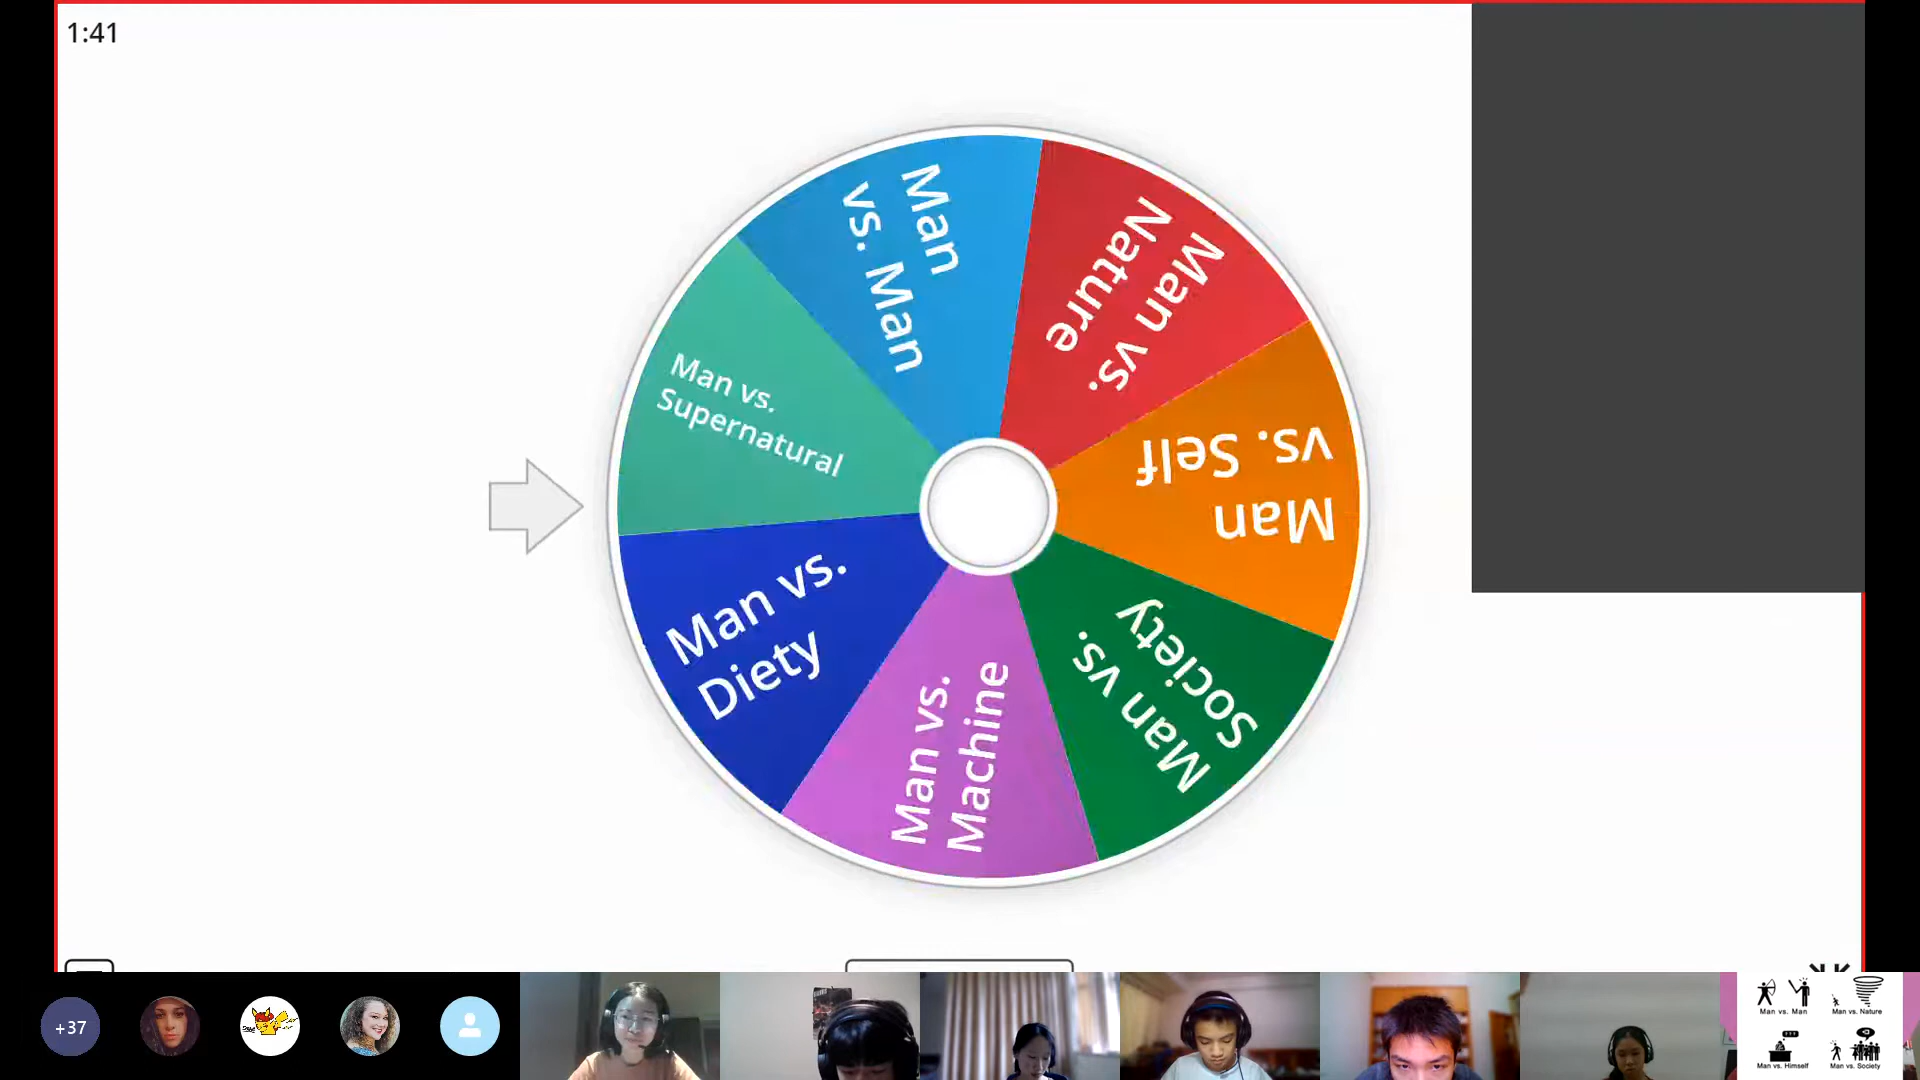 1:41
Man
vs. Man
Man vs.
Nature
Man vs.
Supernatural
Man
vs. Self
Man vs.
Diety
Man vs.
Society
Man vs.
Machine
+37
Man vs. Man
Man vs. Nature
Man vs. Himself
Man vs. Society